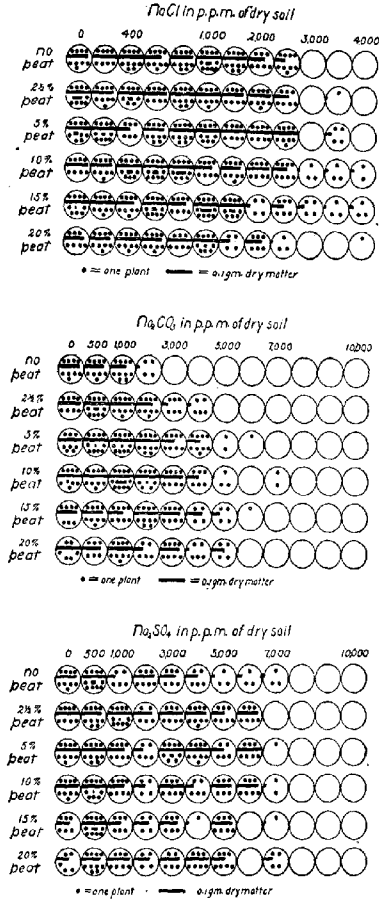 NaCl in p.p.m. of dry soil
0 400 1,000 2,000 3,000 4,000
no peat
2½%
5% peat
10% peat
15% peat
20% peat
• = one plant — = 0.1 gm. dry matter
Na₂CO₃ in p.p.m. of dry soil
0 500 1,000 3,000 5,000 7,000 10,000
no peat
2½% peat
5% peat
10% peat
15% peat
20% peat
• = one plant — = 0.1 gm. dry matter
Na₂SO₄ in p.p.m. of dry soil
0 500 1,000 3,000 5,000 7,000 10,000
no peat
2½% peat
5% peat
10% peat
15% peat
20% peat
• = one plant — = 0.1 gm. dry matter